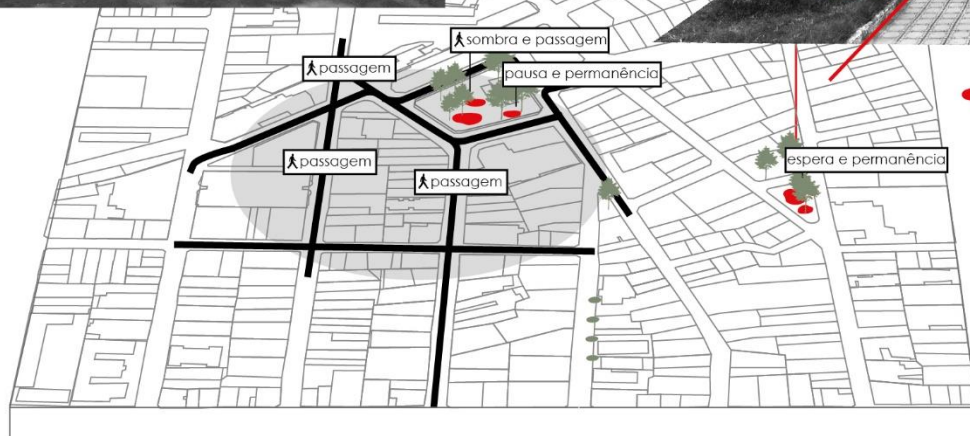 sombra e passagem
passagem
pausa e permanência
passagem
espera e permanência
passagem